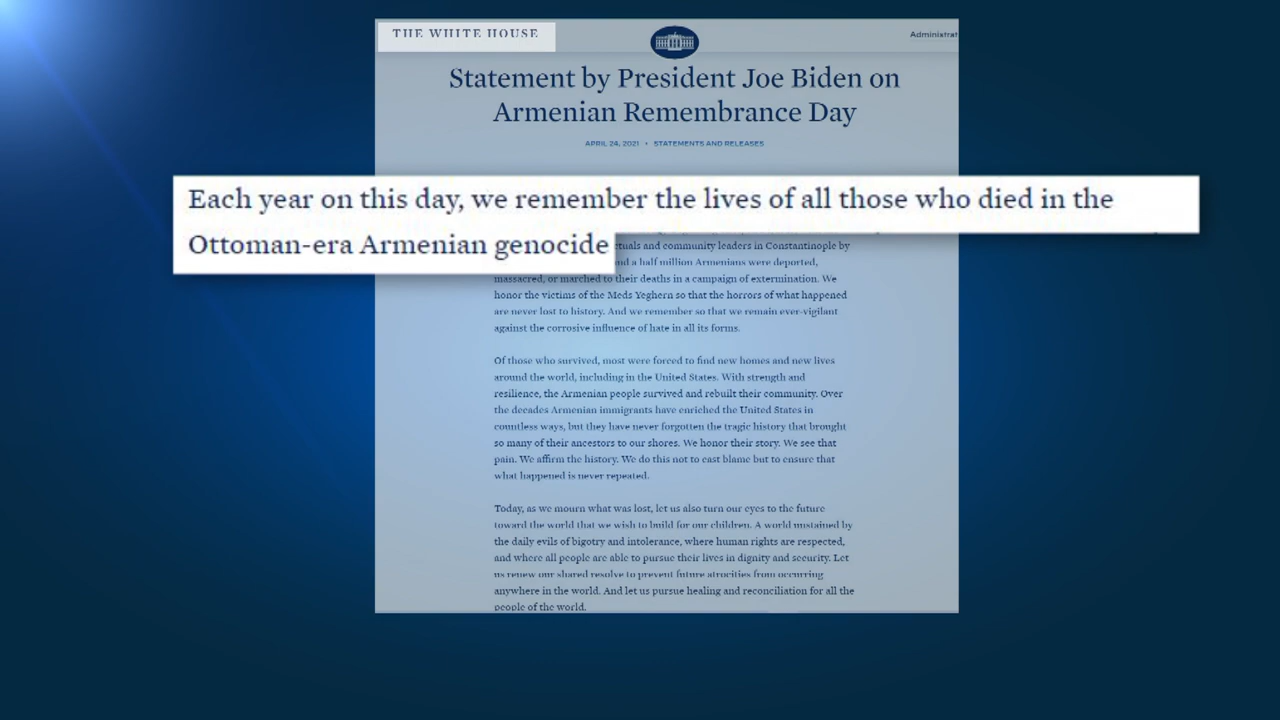 THE WHITE HOUSE
Administrat
Statement by President Joe Biden on
Armenian Remembrance Day
APRIL 24, 2021 • STATEMENTS AND RELEASES
Each year on this day, we remember the lives of all those who died in the
Ottoman-era Armenian genocide
and community leaders in Constantinople by
a half million Armenians were deported,
massacred, or marched to their deaths in a campaign of extermination. We
honor the victims of the Meds Yeghern so that the horrors of what happened
are never lost to history. And we remember so that we remain ever-vigilant
against the corrosive influence of hate in all its forms.
Of those who survived, most were forced to find new homes and new lives
around the world, including in the United States. With strength and
resilience, the Armenian people survived and rebuilt their community. Over
the decades Armenian immigrants have enriched the United States in
countless ways, but they have never forgotten the tragic history that brought
so many of their ancestors to our shores. We honor their story. We see that
pain. We affirm the history. We do this not to cast blame but to ensure that
what happened is never repeated.
Today, as we mourn what was lost, let us also turn our eyes to the future
toward the world that we wish to build for our children. A world unstained by
the daily evils of bigotry and intolerance, where human rights are respected,
and where all people are able to pursue their lives in dignity and security. Let
us renew our shared resolve to prevent future atrocities from occurring
anywhere in the world. And let us pursue healing and reconciliation for all the
people of the world.